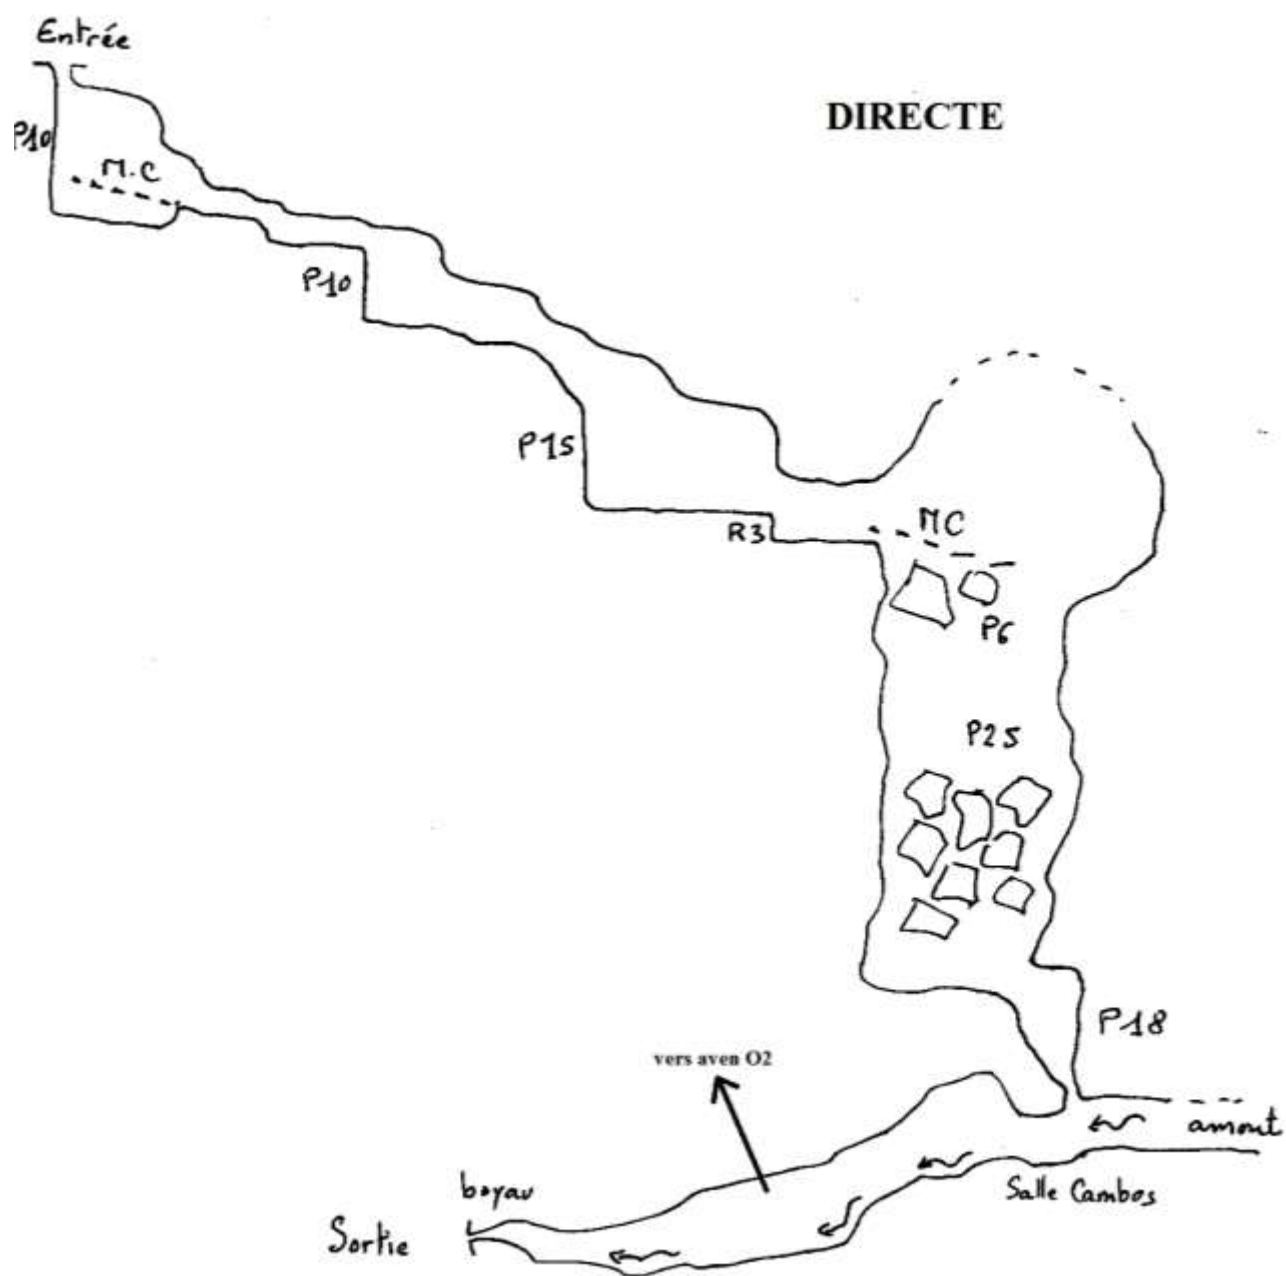 Entrée
DIRECTE
P10
M.C
P10
P15
R3
MC
P6
P25
P18
vers aven O2
amont
boyau
Salle Cambos
Sortie